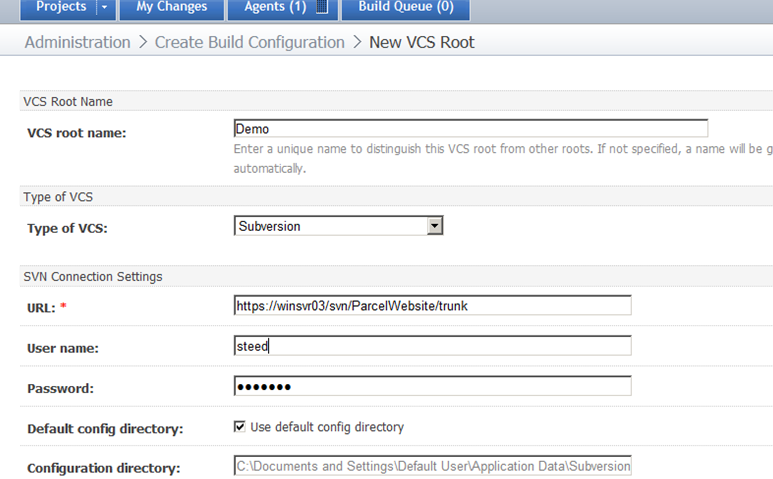 Projects My Changes Agents (1) Build Queue (0)
Administration > Create Build Configuration > New VCS Root
VCS Root Name
VCS root name: Demo
Enter a unique name to distinguish this VCS root from other roots. If not specified, a name will be g
automatically.
Type of VCS
Type of VCS: Subversion
SVN Connection Settings
URL: * https://winsvr03/svn/ParcelWebsite/trunk
User name: steed
Password: •••••••
Default config directory: Use default config directory
Configuration directory: C:\Documents and Settings\Default User\Application Data\Subversion